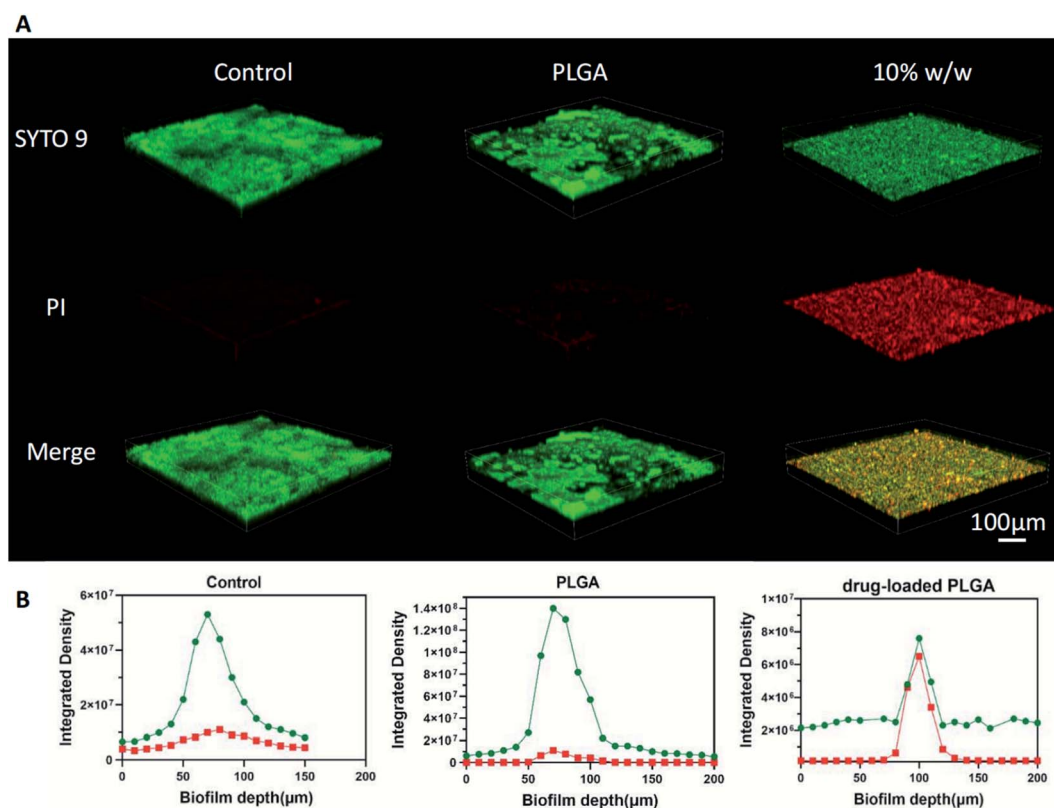 A
Control PLGA 10% w/w
SYTO 9
PI
Merge
100μm
B
Control
Integrated Density
6×10⁷
4×10⁷
2×10⁷
0
0 50 100 150 200
Biofilm depth(μm)
PLGA
Integrated Density
1.4×10⁸
1.2×10⁸
1.0×10⁸
8×10⁷
6×10⁷
4×10⁷
2×10⁷
0
0 50 100 150 200
Biofilm depth(μm)
drug-loaded PLGA
Integrated Density
1×10⁷
8×10⁶
6×10⁶
4×10⁶
2×10⁶
0
0 50 100 150 200
Biofilm depth(μm)